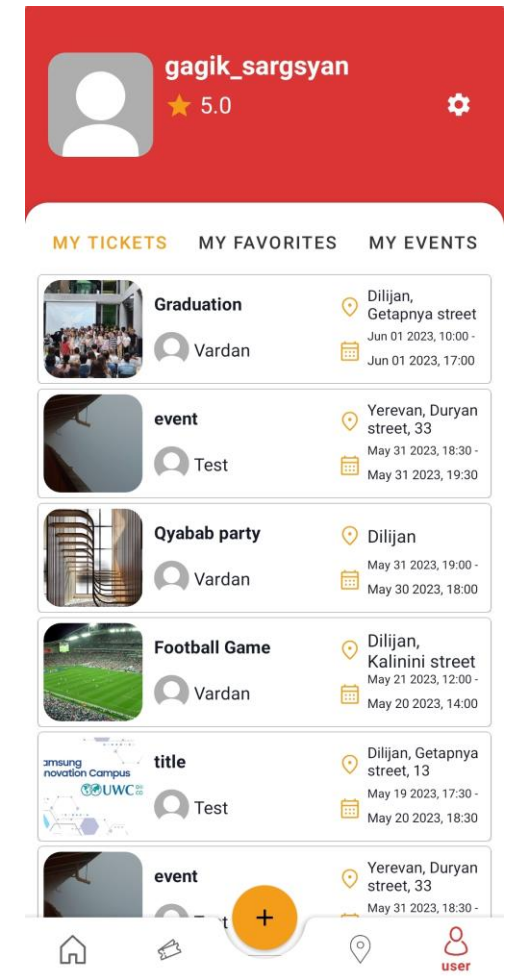 gagik_sargsyan
5.0
MY TICKETS MY FAVORITES MY EVENTS
Graduation
Vardan
Dilijan,
Getapnya street
Jun 01 2023, 10:00 -
Jun 01 2023, 17:00
event
Test
Yerevan, Duryan
street, 33
May 31 2023, 18:30 -
May 31 2023, 19:30
Qyabab party
Vardan
Dilijan
May 31 2023, 19:00 -
May 30 2023, 18:00
Football Game
Vardan
Dilijan,
Kalinini street
May 21 2023, 12:00 -
May 20 2023, 14:00
amsung
novation Campus
UWC
title
Test
Dilijan, Getapnya
street, 13
May 19 2023, 17:30 -
May 20 2023, 18:30
event
Yerevan, Duryan
street, 33
May 31 2023, 18:30 -
+
user